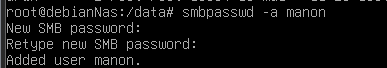 root@debianNas:/data# smbpasswd -a manon
New SMB password:
Retype new SMB password:
Added user manon.